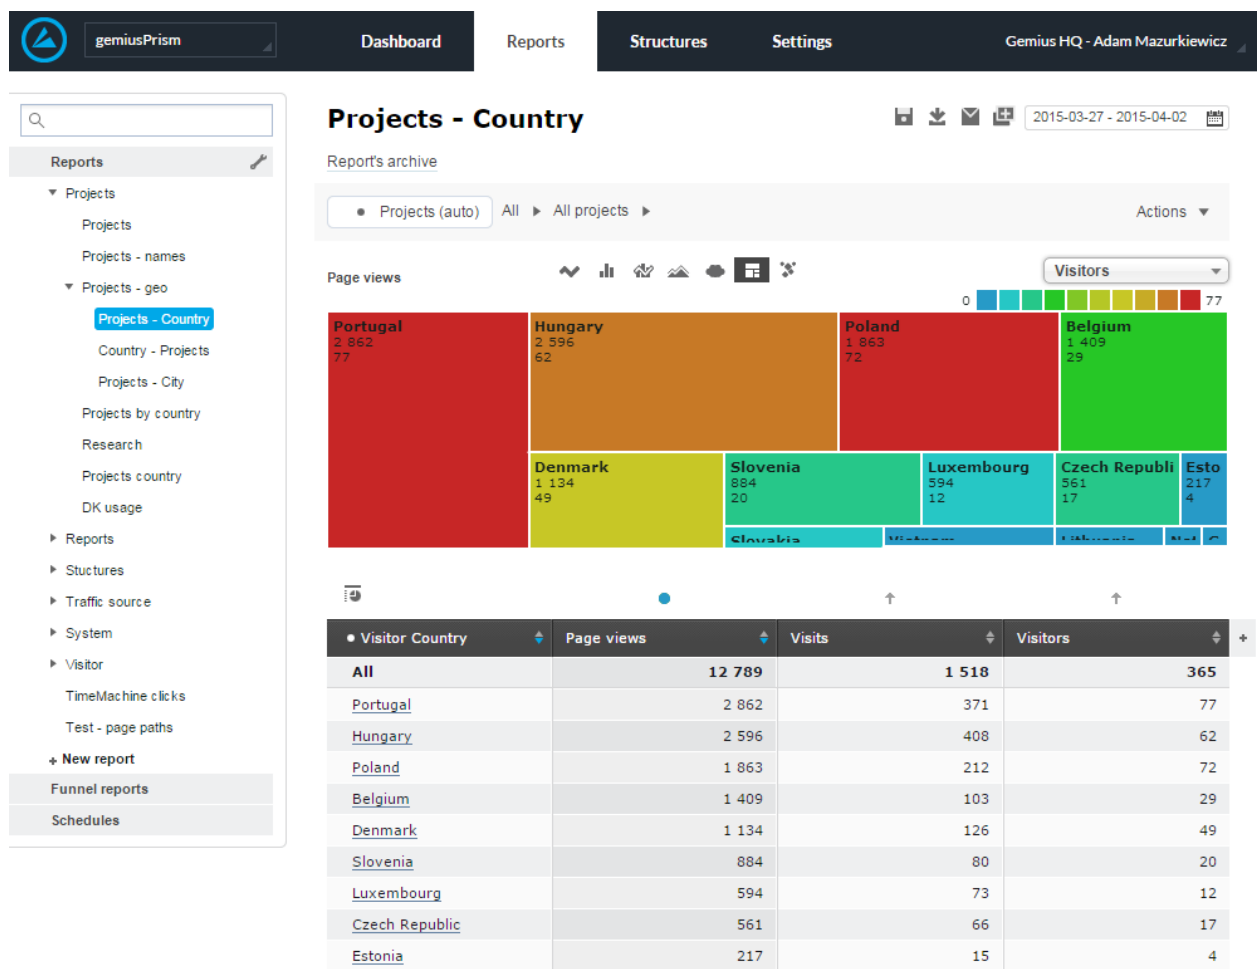 gemiusPrism
Dashboard
Reports
Structures
Settings
Gemius HQ - Adam Mazurkiewicz
Reports
Projects
Projects
Projects - names
Projects - geo
Projects - Country
Country - Projects
Projects - City
Projects by country
Research
Projects country
DK usage
Reports
Stuctures
Traffic source
System
Visitor
TimeMachine clicks
Test - page paths
+ New report
Funnel reports
Schedules
Projects - Country
2015-03-27 - 2015-04-02
Report's archive
Projects (auto) All All projects
Actions
Page views
Visitors
0 77
Portugal
2 862
77
Hungary
2 596
62
Poland
1 863
72
Belgium
1 409
29
Denmark
1 134
49
Slovenia
884
20
Luxembourg
594
12
Czech Republi
561
17
Esto
217
4
Slovakia
Vietnam
Lithuania
Visitor Country Page views Visits Visitors +
All 12 789 1 518 365
Portugal 2 862 371 77
Hungary 2 596 408 62
Poland 1 863 212 72
Belgium 1 409 103 29
Denmark 1 134 126 49
Slovenia 884 80 20
Luxembourg 594 73 12
Czech Republic 561 66 17
Estonia 217 15 4